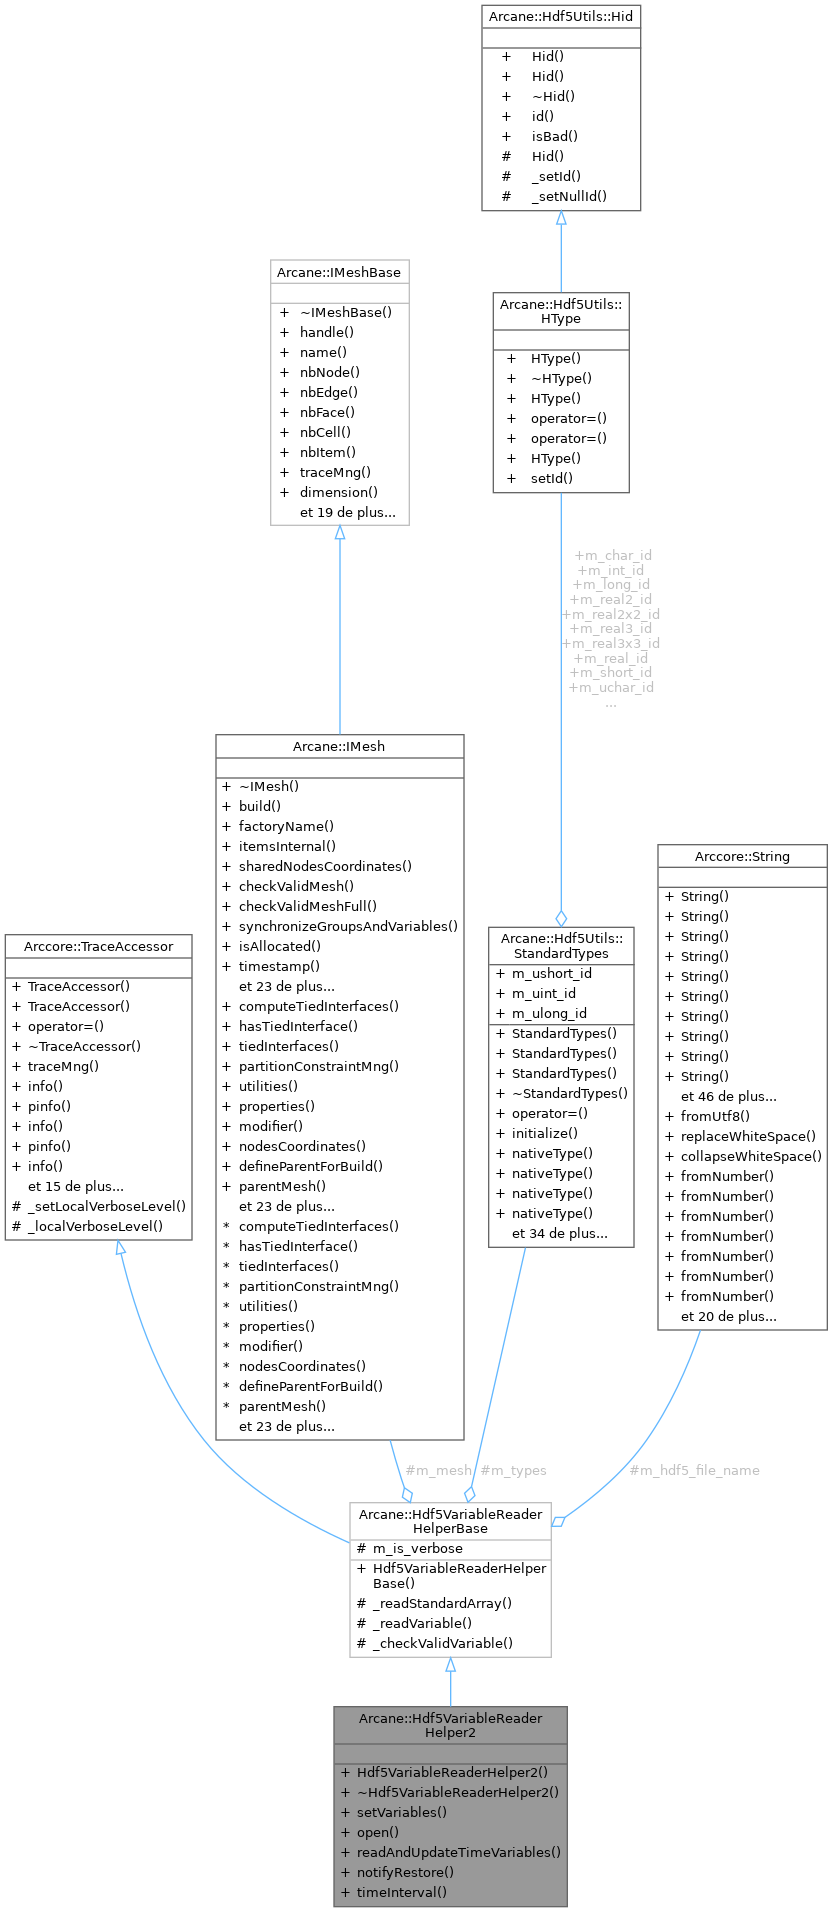 Arcane::Hdf5Utils::Hid
+ Hid()
+ Hid()
+ ~Hid()
+ id()
+ isBad()
# Hid()
# _setId()
# _setNullId()
Arcane::IMeshBase
+ ~IMeshBase()
+ handle()
+ name()
+ nbNode()
+ nbEdge()
+ nbFace()
+ nbCell()
+ nbItem()
+ traceMng()
+ dimension()
et 19 de plus...
Arcane::Hdf5Utils::
HType
+ HType()
+ ~HType()
+ HType()
+ operator=()
+ operator=()
+ HType()
+ setId()
+m_char_id
+m_int_id
+m_long_id
+m_real2_id
+m_real2x2_id
+m_real3_id
+m_real3x3_id
+m_real_id
+m_short_id
+m_uchar_id
...
Arcane::IMesh
+ ~IMesh()
+ build()
+ factoryName()
+ itemsInternal()
+ sharedNodesCoordinates()
+ checkValidMesh()
+ checkValidMeshFull()
+ synchronizeGroupsAndVariables()
+ isAllocated()
+ timestamp()
et 23 de plus...
+ computeTiedInterfaces()
+ hasTiedInterface()
+ tiedInterfaces()
+ partitionConstraintMng()
+ utilities()
+ properties()
+ modifier()
+ nodesCoordinates()
+ defineParentForBuild()
+ parentMesh()
et 23 de plus...
* computeTiedInterfaces()
* hasTiedInterface()
* tiedInterfaces()
* partitionConstraintMng()
* utilities()
* properties()
* modifier()
* nodesCoordinates()
* defineParentForBuild()
* parentMesh()
et 23 de plus...
Arccore::TraceAccessor
+ TraceAccessor()
+ TraceAccessor()
+ operator=()
+ ~TraceAccessor()
+ traceMng()
+ info()
+ pinfo()
+ info()
+ pinfo()
+ info()
et 15 de plus...
# _setLocalVerboseLevel()
# _localVerboseLevel()
Arcane::Hdf5Utils::
StandardTypes
+ m_ushort_id
+ m_uint_id
+ m_ulong_id
+ StandardTypes()
+ StandardTypes()
+ StandardTypes()
+ ~StandardTypes()
+ operator=()
+ initialize()
+ nativeType()
+ nativeType()
+ nativeType()
+ nativeType()
et 34 de plus...
Arccore::String
+ String()
+ String()
+ String()
+ String()
+ String()
+ String()
+ String()
+ String()
+ String()
+ String()
et 46 de plus...
+ fromUtf8()
+ replaceWhiteSpace()
+ collapseWhiteSpace()
+ fromNumber()
+ fromNumber()
+ fromNumber()
+ fromNumber()
+ fromNumber()
+ fromNumber()
+ fromNumber()
et 20 de plus...
#m_mesh
#m_types
#m_hdf5_file_name
Arcane::Hdf5VariableReader
HelperBase
# m_is_verbose
+ Hdf5VariableReaderHelper
Base()
# _readStandardArray()
# _readVariable()
# _checkValidVariable()
Arcane::Hdf5VariableReader
Helper2
+ Hdf5VariableReaderHelper2()
+ ~Hdf5VariableReaderHelper2()
+ setVariables()
+ open()
+ readAndUpdateTimeVariables()
+ notifyRestore()
+ timeInterval()